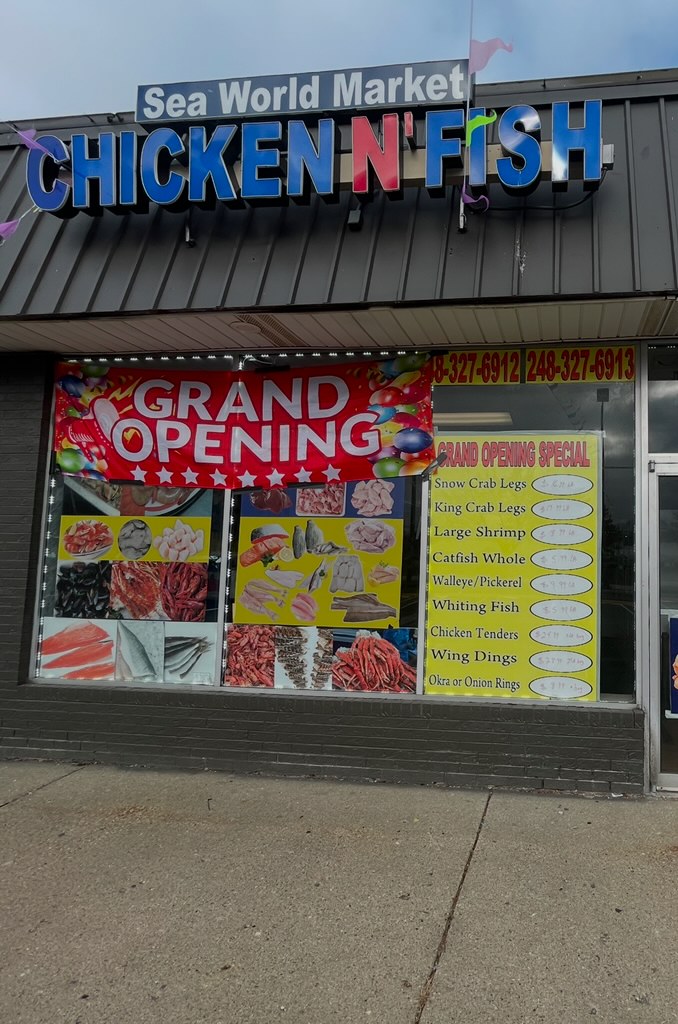 Sea World Market
CHICKEN N' FISH
8-327-6912 248-327-6913
GRAND
OPENING
GRAND OPENING SPECIAL
Snow Crab Legs
King Crab Legs
Large Shrimp
Catfish Whole
Walleye/Pickerel
Whiting Fish
Chicken Tenders
Wing Dings
Okra or Onion Rings